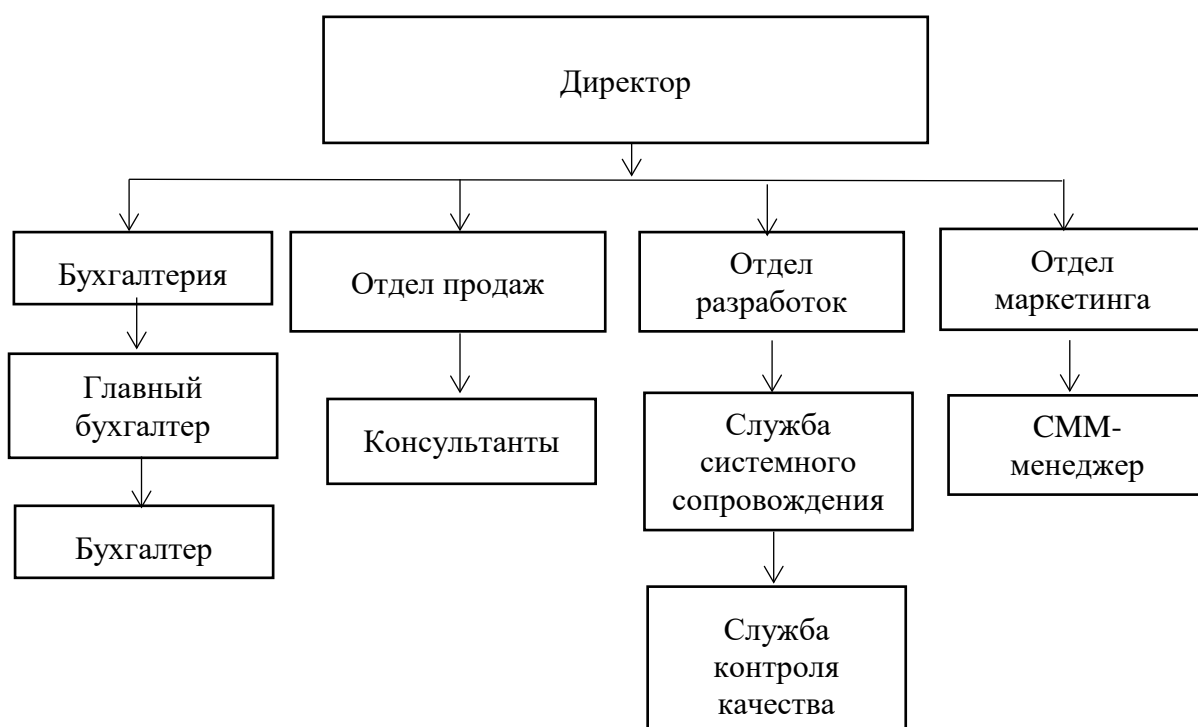 Директор
Бухгалтерия
Отдел продаж
Отдел
разработок
Отдел
маркетинга
Главный
бухгалтер
Консультанты
Служба
системного
сопровождения
СММ-
менеджер
Бухгалтер
Служба
контроля
качества